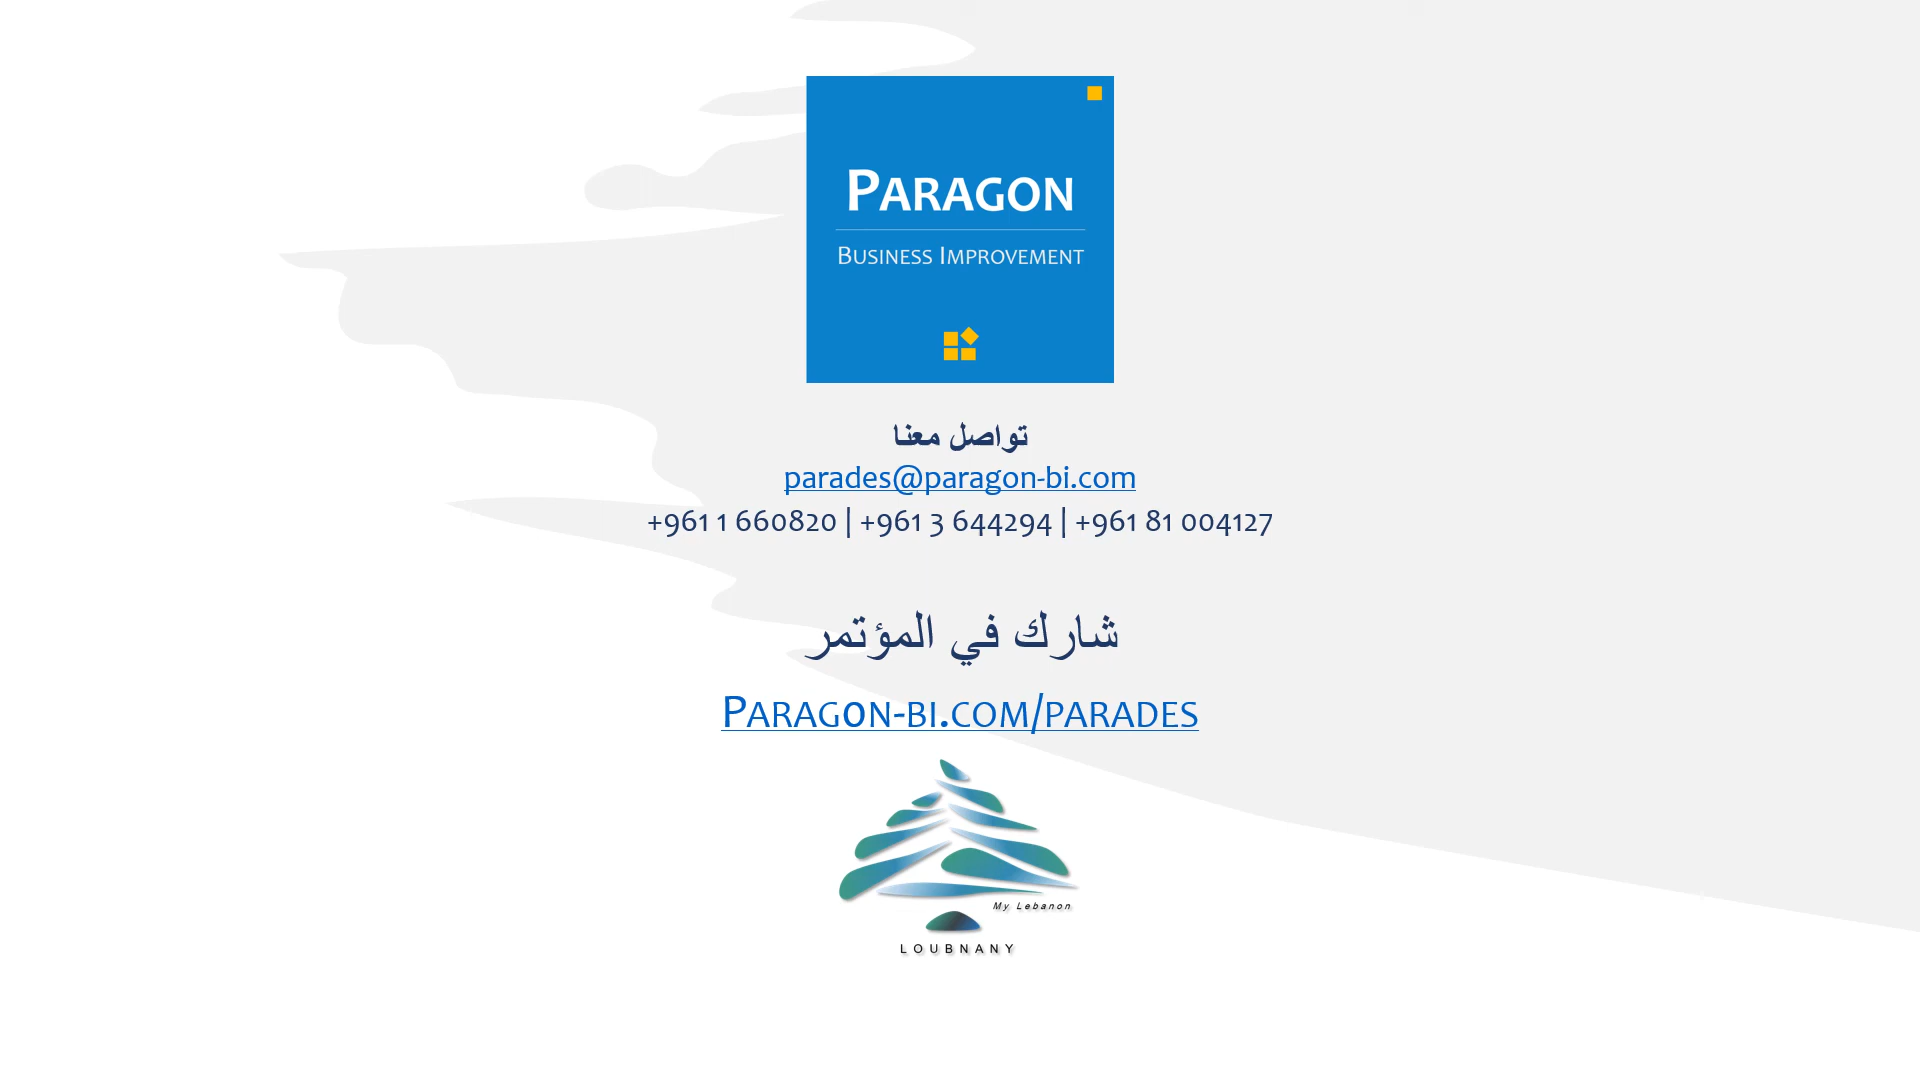 PARAGON
BUSINESS IMPROVEMENT
تواصل معنا
parades@paragon-bi.com
+961 1 660820 | +961 3 644294 | +961 81 004127
شارك في المؤتمر
PARAGON-BI.COM/PARADES
My Lebanon
LOUBNANY